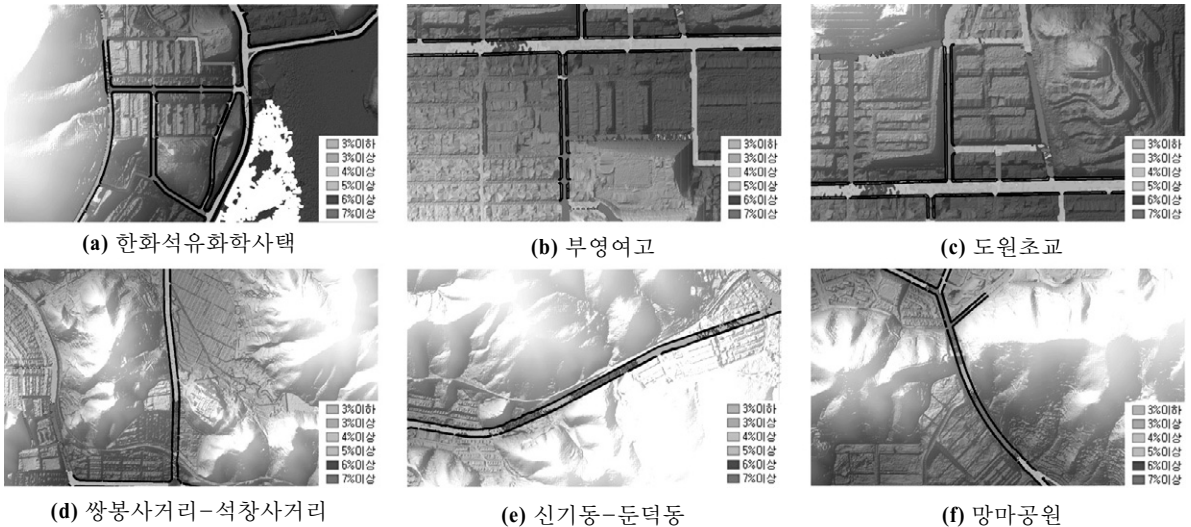 3%이하
3%이상
4%이상
5%이상
6%이상
7%이상
3%이하
3%이상
4%이상
5%이상
6%이상
7%이상
3%이하
3%이상
4%이상
5%이상
6%이상
7%이상
(a) 한화석유화학사택
(b) 부영여고
(c) 도원초교
3%이하
3%이상
4%이상
5%이상
6%이상
7%이상
3%이하
3%이상
4%이상
5%이상
6%이상
7%이상
3%이하
3%이상
4%이상
5%이상
6%이상
7%이상
(d) 쌍봉사거리-석창사거리
(e) 신기동-둔덕동
(f) 망마공원